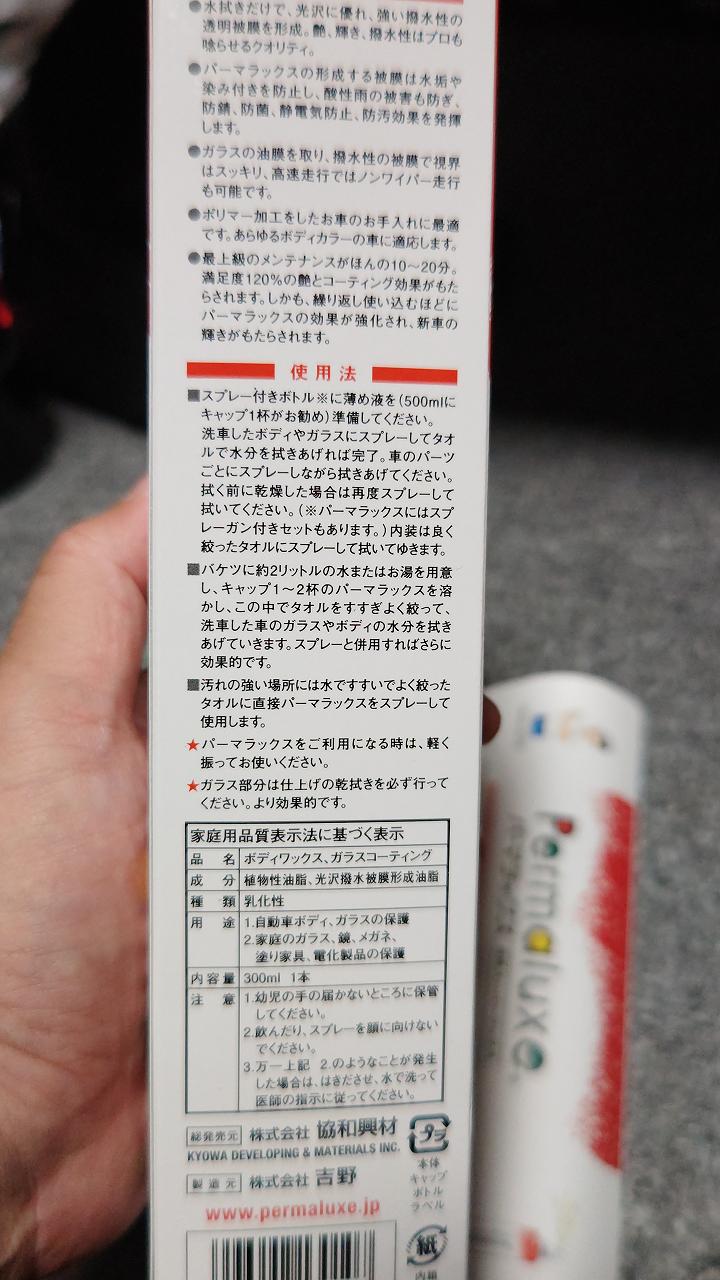 ●水拭きだけで、光沢に優れ、強い撥水性の
透明被膜を形成。艶、輝き、撥水性はプロも
唸らせるクオリティ。
●パーマラックスの形成する被膜は水垢や
染み付きを防止し、酸性雨の被害も防ぎ、
防錆、防菌、静電気防止、防汚効果を発揮
します。
●ガラスの油膜を取り、撥水性の被膜で視界
はスッキリ、高速走行ではノンワイパー走行
も可能です。
●ポリマー加工をしたお車のお手入れに最適
です。あらゆるボディカラーの車に適応します。
●最上級のメンテナンスがほんの10〜20分。
満足度120%の艶とコーティング効果がもた
らされます。しかも、繰り返し使い込むほどに
パーマラックスの効果が強化され、新車の
輝きがもたらされます。
使用法
■スプレー付きボトル※に薄め液を(500mlに
キャップ1杯がお勧め)準備してください。
洗車したボディやガラスにスプレーしてタオ
ルで水分を拭きあげれば完了。車のパーツ
ごとにスプレーしながら拭きあげてください。
拭く前に乾燥した場合は再度スプレーして
拭いてください。(※パーマラックスにはスプ
レーガン付きセットもあります。)内装は良く
絞ったタオルにスプレーして拭いてゆきます。
■バケツに約2リットルの水またはお湯を用意
し、キャップ1〜2杯のパーマラックスを溶
かし、この中でタオルをすすぎよく絞って、
洗車した車のガラスやボディの水分を拭き
あげていきます。スプレーと併用すればさらに
効果的です。
■汚れの強い場所には水ですすいでよく絞った
タオルに直接パーマラックスをスプレーして
使用します。
★パーマラックスをご利用になる時は、軽く
振ってお使いください。
★ガラス部分は仕上げの乾拭きを必ず行って
ください。より効果的です。
家庭用品質表示法に基づく表示
品 名 ボディワックス、ガラスコーティング
成 分 植物性油脂、光沢撥水被膜形成油脂
種 類 乳化性
用 途 1.自動車ボディ、ガラスの保護
2.家庭のガラス、鏡、メガネ、
塗り家具、電化製品の保護
内容量 300ml 1本
注 意 1.幼児の手の届かないところに保管
してください。
2.飲んだり、スプレーを顔に向けない
でください。
3.万一上記 2.のようなことが発生
した場合は、はきださせ、水で洗って
医師の指示に従ってください。
総発売元 株式会社 協和興材
KYOWA DEVELOPING & MATERIALS INC.
製造元 株式会社 吉野
www.permaluxe.jp
プラ
本体
キャップ
ボトル
ラベル
紙
内箱
Permaluxe